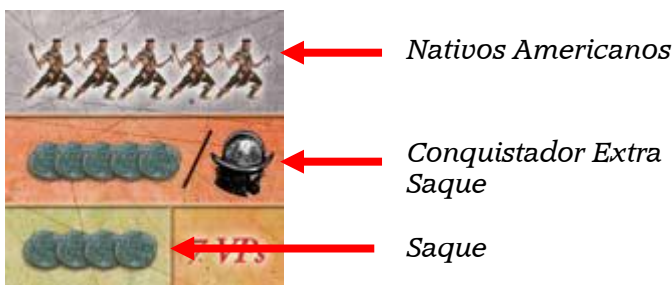 Nativos Americanos
Conquistador Extra
Saque
Saque
7 VPs